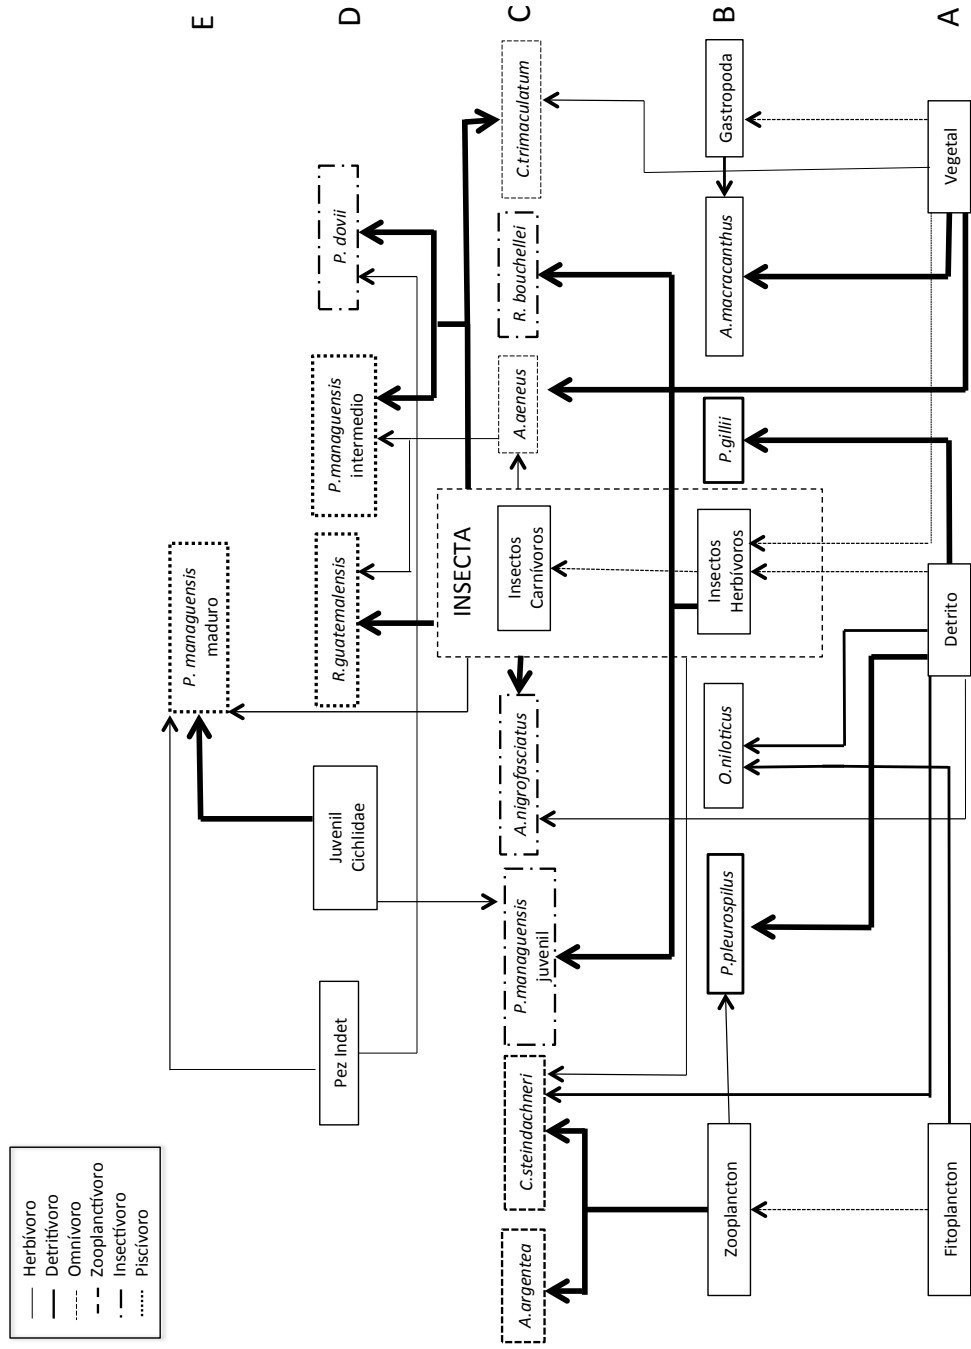 Herbívoro
Detritívoro
Omnívoro
Zooplanctívoro
Insectívoro
Piscívoro
E
D
C
B
A
P. managuensis
maduro
Pez Indet
Juvenil
Cichlidae
R.guatemalensis
P.managuensis
intermedio
P. dovii
A.argentea
C.steindachneri
P.managuensis
juvenil
A.nigrofasciatus
INSECTA
Insectos
Carnívoros
A.aeneus
R. bouchellei
C.trimaculatum
Zooplancton
P.pleurospilus
O.niloticus
Insectos
Herbívoros
P.gillii
A.macracanthus
Gastropoda
Fitoplancton
Detrito
Vegetal